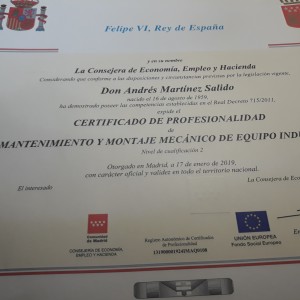 Felipe VI, Rey de España
y en su nombre
La Consejera de Economía, Empleo y Hacienda
Considerando que conforme a las disposiciones y circunstancias previstas por la legislación vigente,
Don Andrés Martínez Salido
nacido el 16 de agosto de 1959,
ha demostrado poseer las competencias establecidas en el Real Decreto 715/2011,
expide el
CERTIFICADO DE PROFESIONALIDAD
de
MANTENIMIENTO Y MONTAJE MECÁNICO DE EQUIPO INDU
Nivel de cualificación 2
Otorgado en Madrid, a 17 de enero de 2019,
con carácter oficial y validez en todo el territorio nacional.
El interesado
La Consejera de Econo
Comunidad de Madrid
CONSEJERÍA DE ECONOMÍA,
EMPLEO Y HACIENDA
Registro Autonómico de Certificados
de Profesionalidad
UNIÓN EUROPEA
Fondo Social Europeo